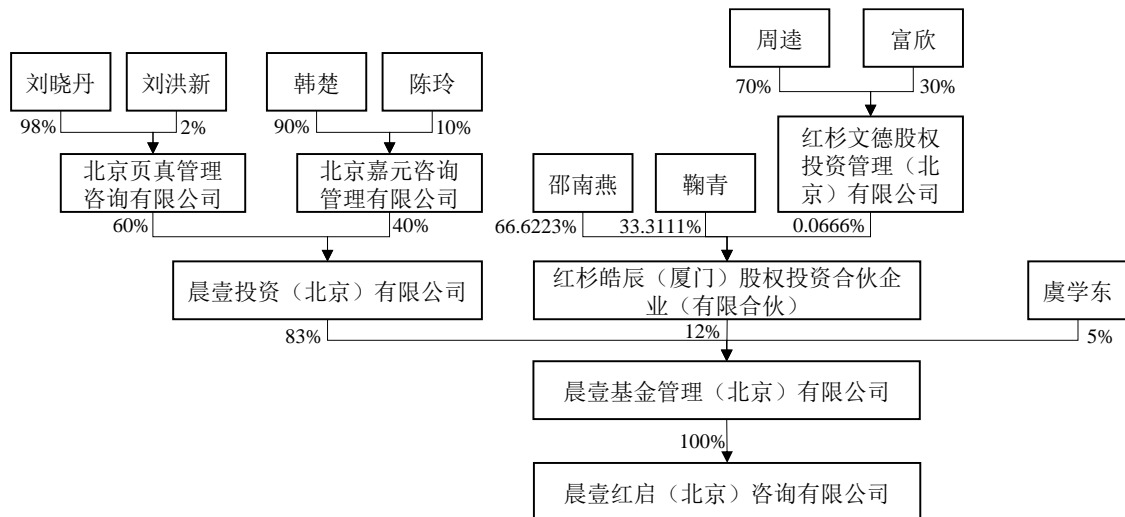 周逵
富欣
刘晓丹
刘洪新
韩楚
陈玲
70%
30%
98%
2%
90%
10%
北京页真管理
咨询有限公司
北京嘉元咨询
管理有限公司
邵南燕
鞠青
红杉文德股权
投资管理（北
京）有限公司
60%
40%
66.6223%
33.3111%
0.0666%
晨壹投资（北京）有限公司
红杉皓辰（厦门）股权投资合伙企
业（有限合伙）
虞学东
83%
12%
5%
晨壹基金管理（北京）有限公司
100%
晨壹红启（北京）咨询有限公司